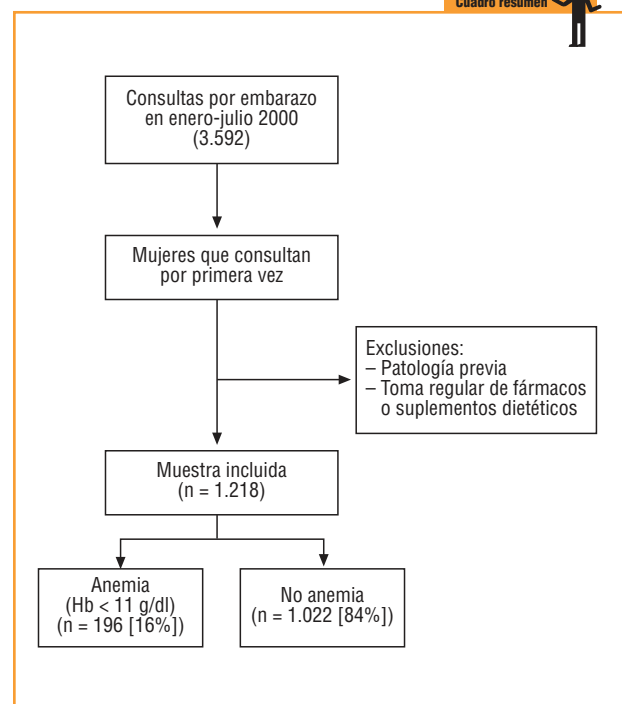 Cuadro resumen
Consultas por embarazo
en enero-julio 2000
(3.592)
Mujeres que consultan
por primera vez
Exclusiones:
– Patología previa
– Toma regular de fármacos
o suplementos dietéticos
Muestra incluida
(n = 1.218)
Anemia
(Hb < 11 g/dl)
(n = 196 [16%])
No anemia
(n = 1.022 [84%])